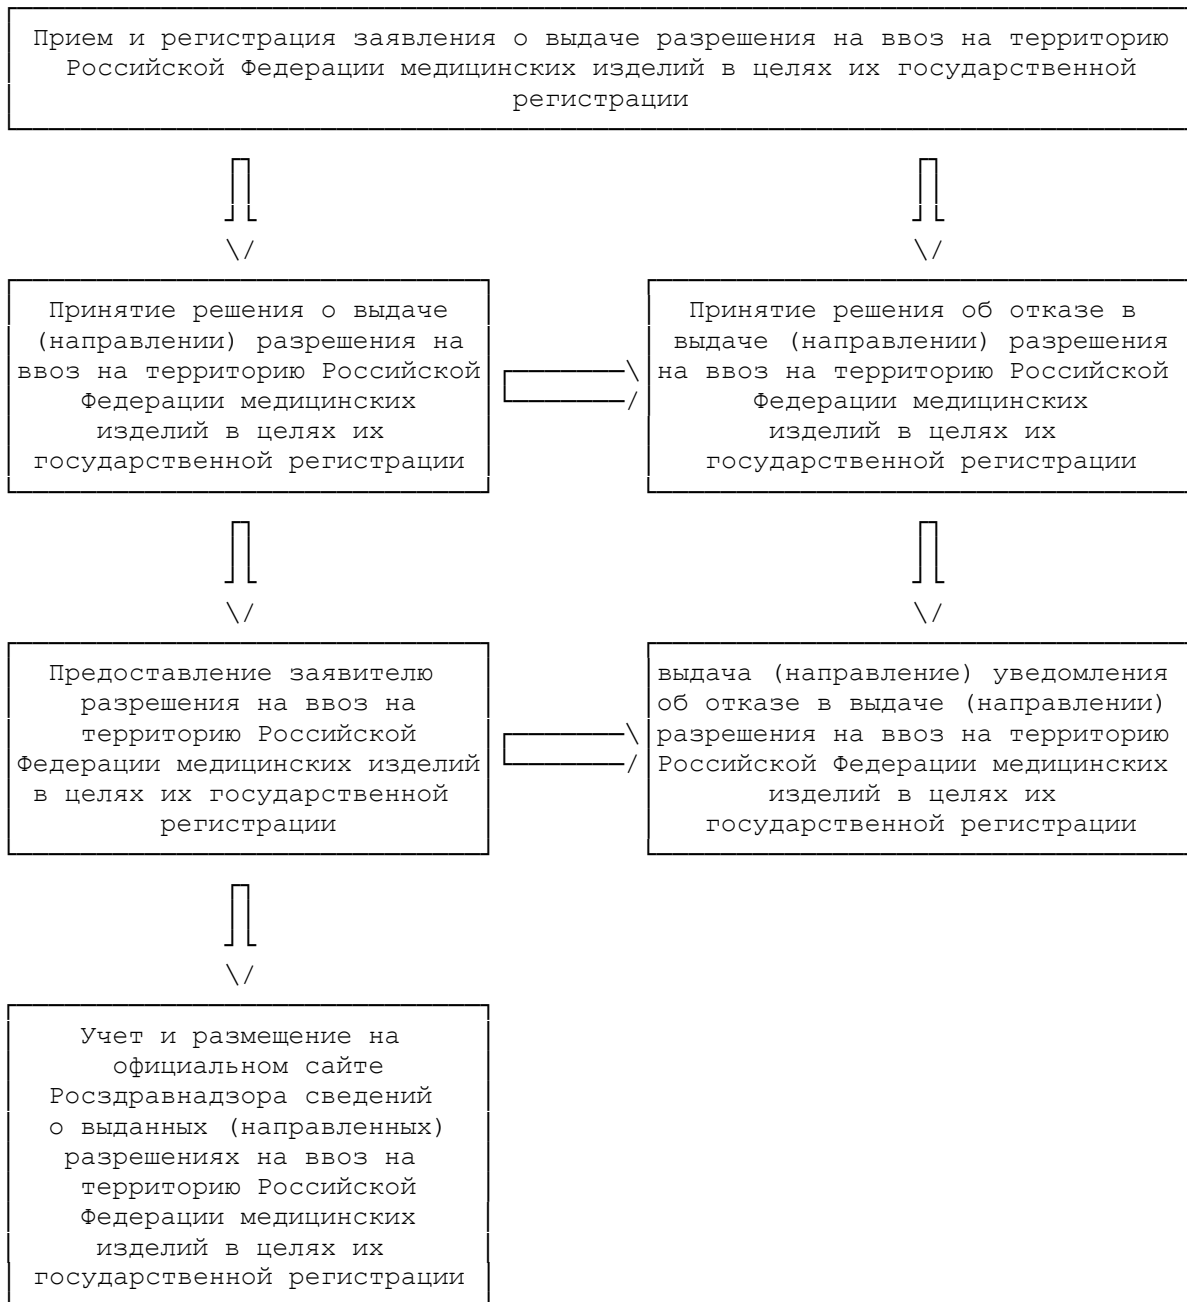 Прием и регистрация заявления о выдаче разрешения на ввоз на территорию
Российской Федерации медицинских изделий в целях их государственной
регистрации
Принятие решения о выдаче
(направлении) разрешения на
ввоз на территорию Российской
Федерации медицинских
изделий в целях их
государственной регистрации
Принятие решения об отказе в
выдаче (направлении) разрешения
на ввоз на территорию Российской
Федерации медицинских
изделий в целях их
государственной регистрации
Предоставление заявителю
разрешения на ввоз на
территорию Российской
Федерации медицинских изделий
в целях их государственной
регистрации
выдача (направление) уведомления
об отказе в выдаче (направлении)
разрешения на ввоз на территорию
Российской Федерации медицинских
изделий в целях их
государственной регистрации
Учет и размещение на
официальном сайте
Росздравнадзора сведений
о выданных (направленных)
разрешениях на ввоз на
территорию Российской
Федерации медицинских
изделий в целях их
государственной регистрации